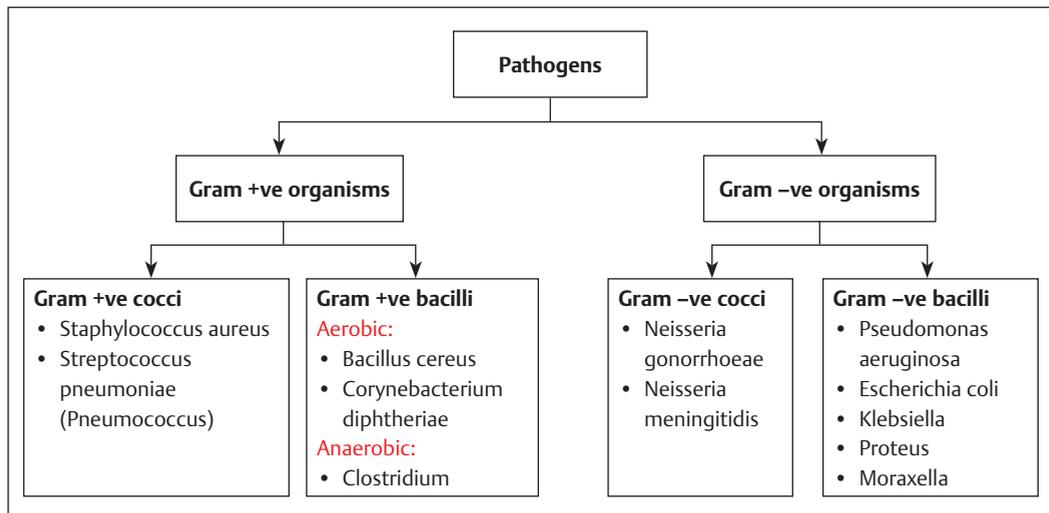 Pathogens
Gram +ve organisms
Gram –ve organisms
Gram +ve cocci
• Staphylococcus aureus
• Streptococcus
pneumoniae
(Pneumococcus)
Gram +ve bacilli
Aerobic:
• Bacillus cereus
• Corynebacterium
diphtheriae
Anaerobic:
• Clostridium
Gram –ve cocci
• Neisseria
gonorrhoeae
• Neisseria
meningitidis
Gram –ve bacilli
• Pseudomonas
aeruginosa
• Escherichia coli
• Klebsiella
• Proteus
• Moraxella